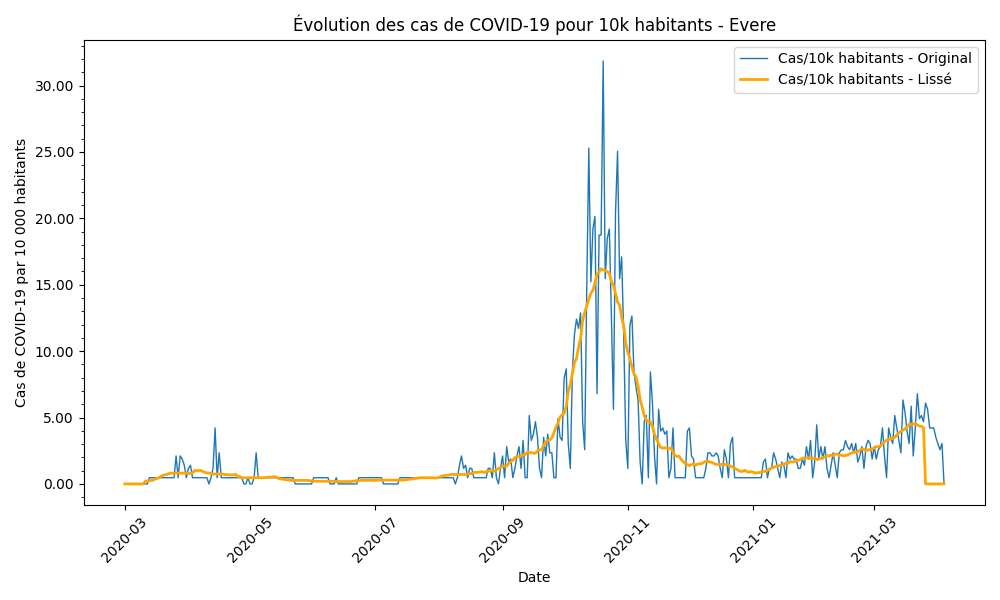 Évolution des cas de COVID-19 pour 10k habitants - Evere
Cas/10k habitants - Original
Cas/10k habitants - Lissé
Cas de COVID-19 par 10 000 habitants
30.00
25.00
20.00
15.00
10.00
5.00
0.00
2020-03
2020-05
2020-07
2020-09
2020-11
2021-01
2021-03
Date